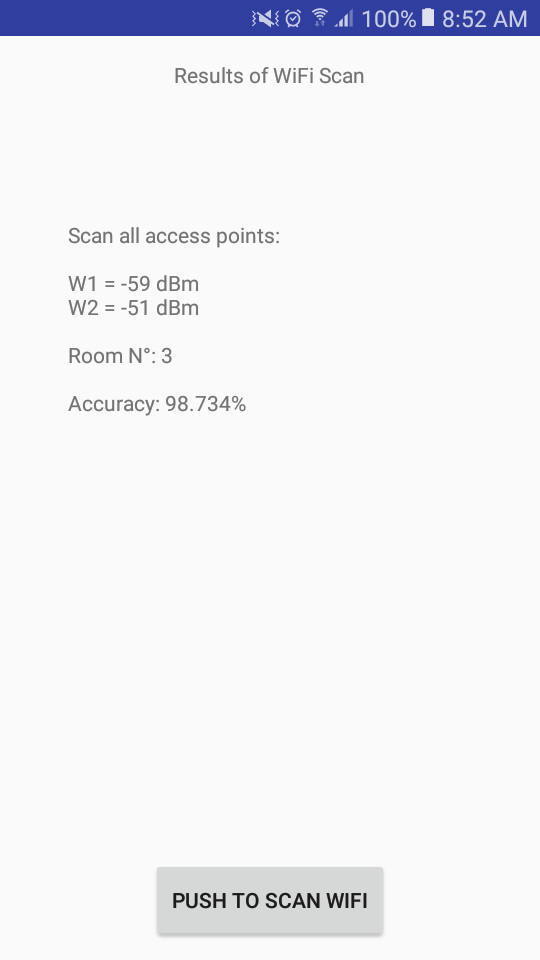 100% 8:52 AM
Results of WiFi Scan
Scan all access points:
W1 = -59 dBm
W2 = -51 dBm
Room N°: 3
Accuracy: 98.734%
PUSH TO SCAN WIFI